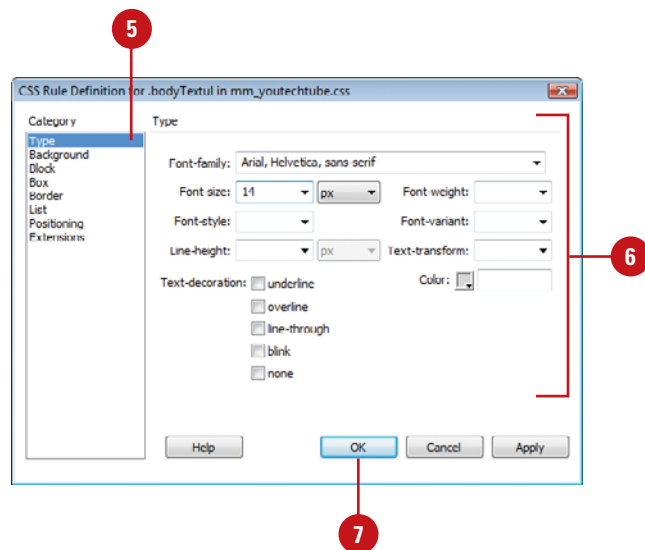 5
CSS Rule Definition for .bodyTextul in mm_youtechtube.css
Category
Type
Type
Background
Block
Box
Border
List
Positioning
Extensions
Font-family: Arial, Helvetica, sans-serif
Font-size: 14 px Font-weight:
Font-style: Font-variant:
Line-height: px Text-transform:
Text-decoration: underline Color:
overline
line-through
blink
none
6
Help OK Cancel Apply
7